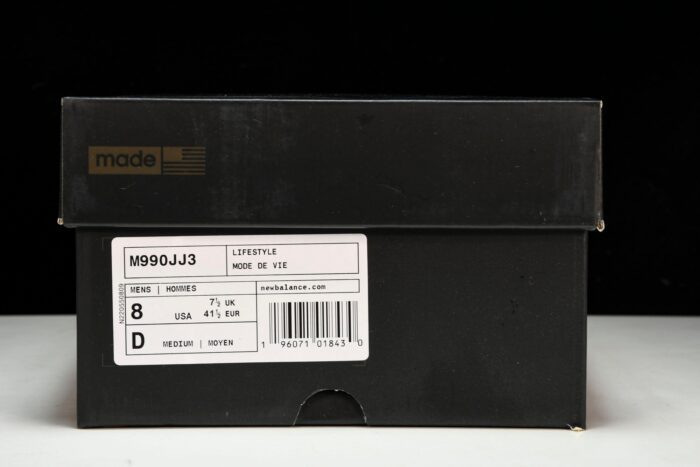 made
M990JJ3
LIFESTYLE
MODE DE VIE
MENS | HOMMES
newbalance.com
8 USA 7½ UK
41½ EUR
D MEDIUM | MOYEN
1 96071 01843 0
N220550809